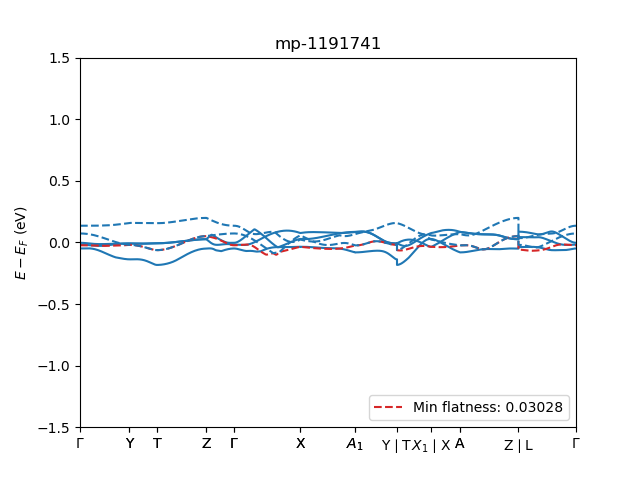 mp-1191741
1.5
1.0
0.5
0.0
−0.5
−1.0
−1.5
E − E_F (eV)
Min flatness: 0.03028
Γ Y T Z Γ X A₁ Y | T X₁ | X A Z | L Γ